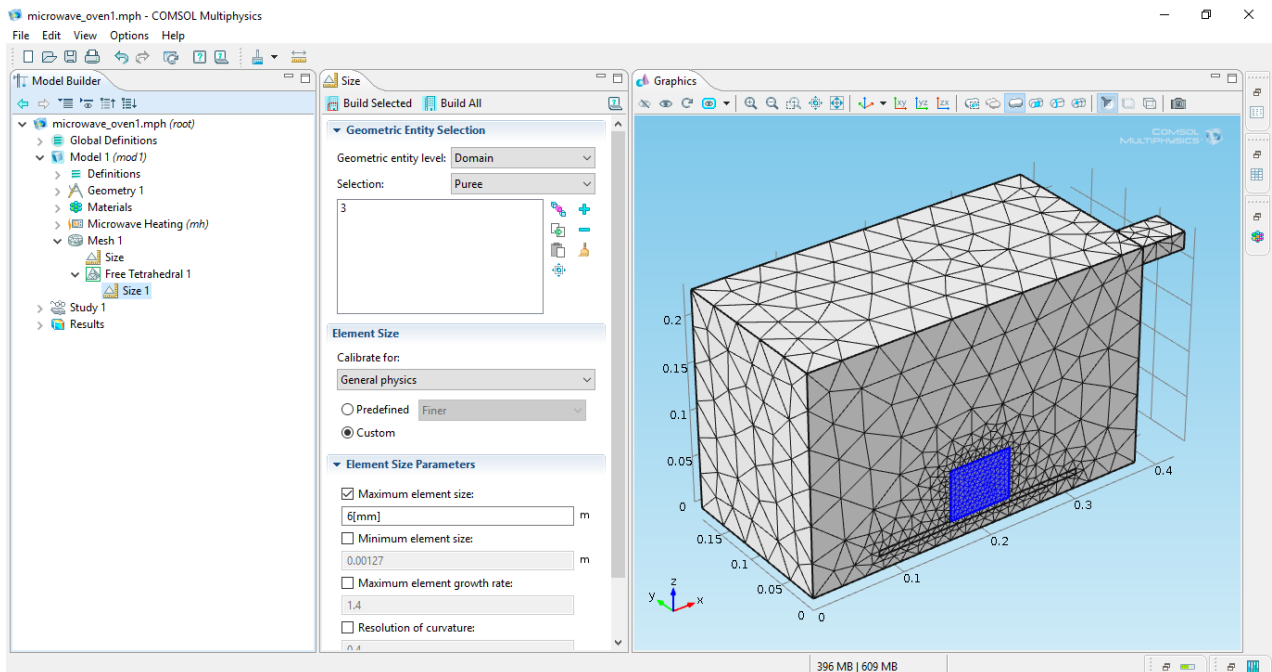 microwave_oven1.mph - COMSOL Multiphysics
File Edit View Options Help
Model Builder
microwave_oven1.mph (root)
Global Definitions
Model 1 (mod1)
Definitions
Geometry 1
Materials
Microwave Heating (mh)
Mesh 1
Size
Free Tetrahedral 1
Size 1
Study 1
Results
Size
Build Selected Build All
Geometric Entity Selection
Geometric entity level: Domain
Selection: Puree
3
Element Size
Calibrate for:
General physics
Predefined Finer
Custom
Element Size Parameters
Maximum element size:
6[mm] m
Minimum element size:
0.00127 m
Maximum element growth rate:
1.4
Resolution of curvature:
0.4
Graphics
xy yz zx
COMSOL
MULTIPHYSICS
0.2
0.15
0.1
0.05
0
0.15
0.1
0.05
0
0
0.1
0.2
0.3
0.4
z
y
x
396 MB | 609 MB